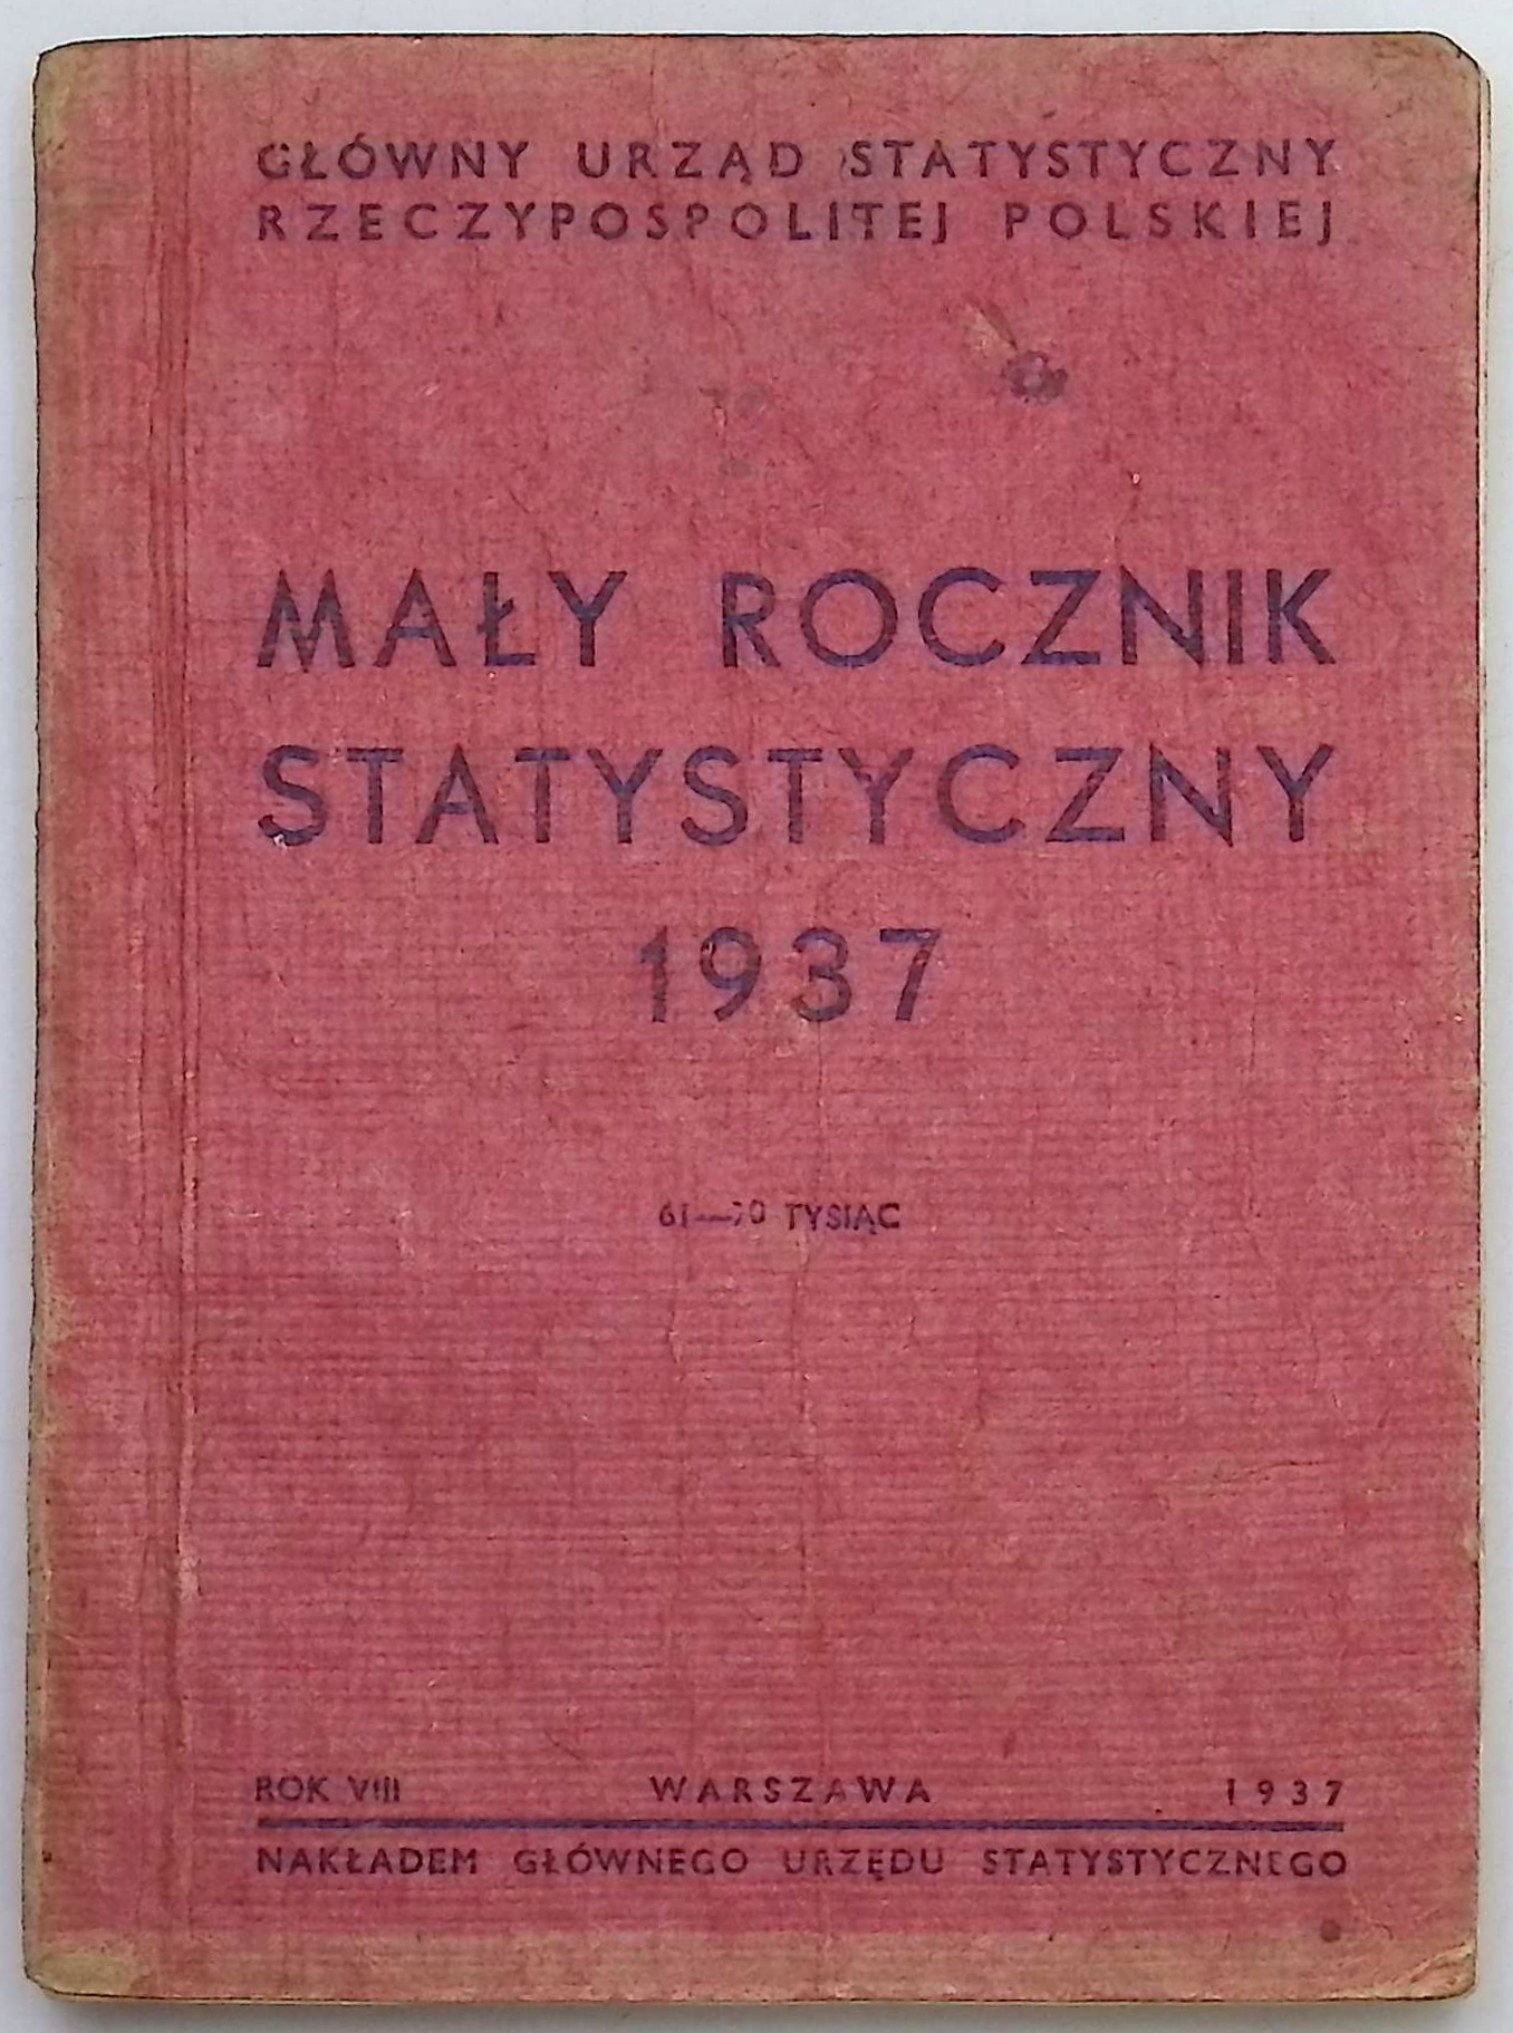 GŁÓWNY URZĄD STATYSTYCZNY
RZECZYPOSPOLITEJ POLSKIEJ
MAŁY ROCZNIK
STATYSTYCZNY
1937
61—70 TYSIĄC
ROK VIII WARSZAWA 1937
NAKŁADEM GŁÓWNEGO URZĘDU STATYSTYCZNEGO